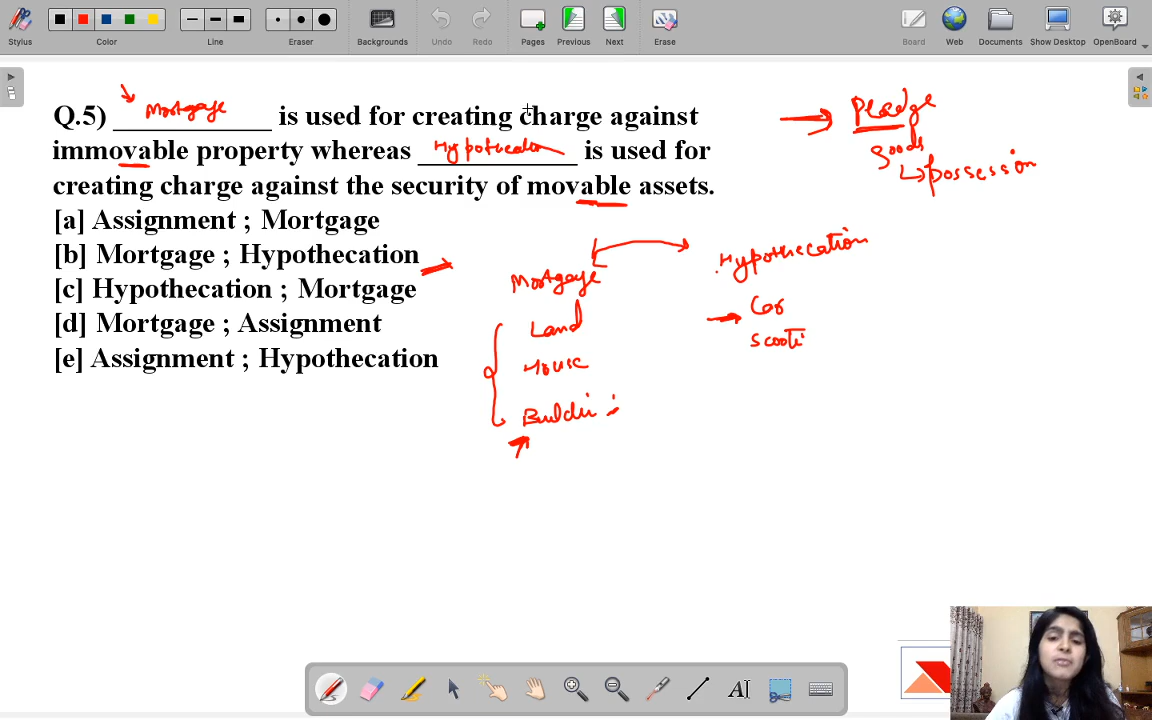 Stylus
Color
Line
Eraser
Backgrounds
Undo
Redo
Pages
Previous
Next
Erase
Board
Web
Documents
Show Desktop
OpenBoard
Mortgage
Q.5) ____________ is used for creating charge against
Hypothecation
immovable property whereas ____________ is used for
creating charge against the security of movable assets.
[a] Assignment ; Mortgage
[b] Mortgage ; Hypothecation
[c] Hypothecation ; Mortgage
[d] Mortgage ; Assignment
[e] Assignment ; Hypothecation
Pledge
Goods
possession
Mortgage
Land
House
Hypothecation
Car